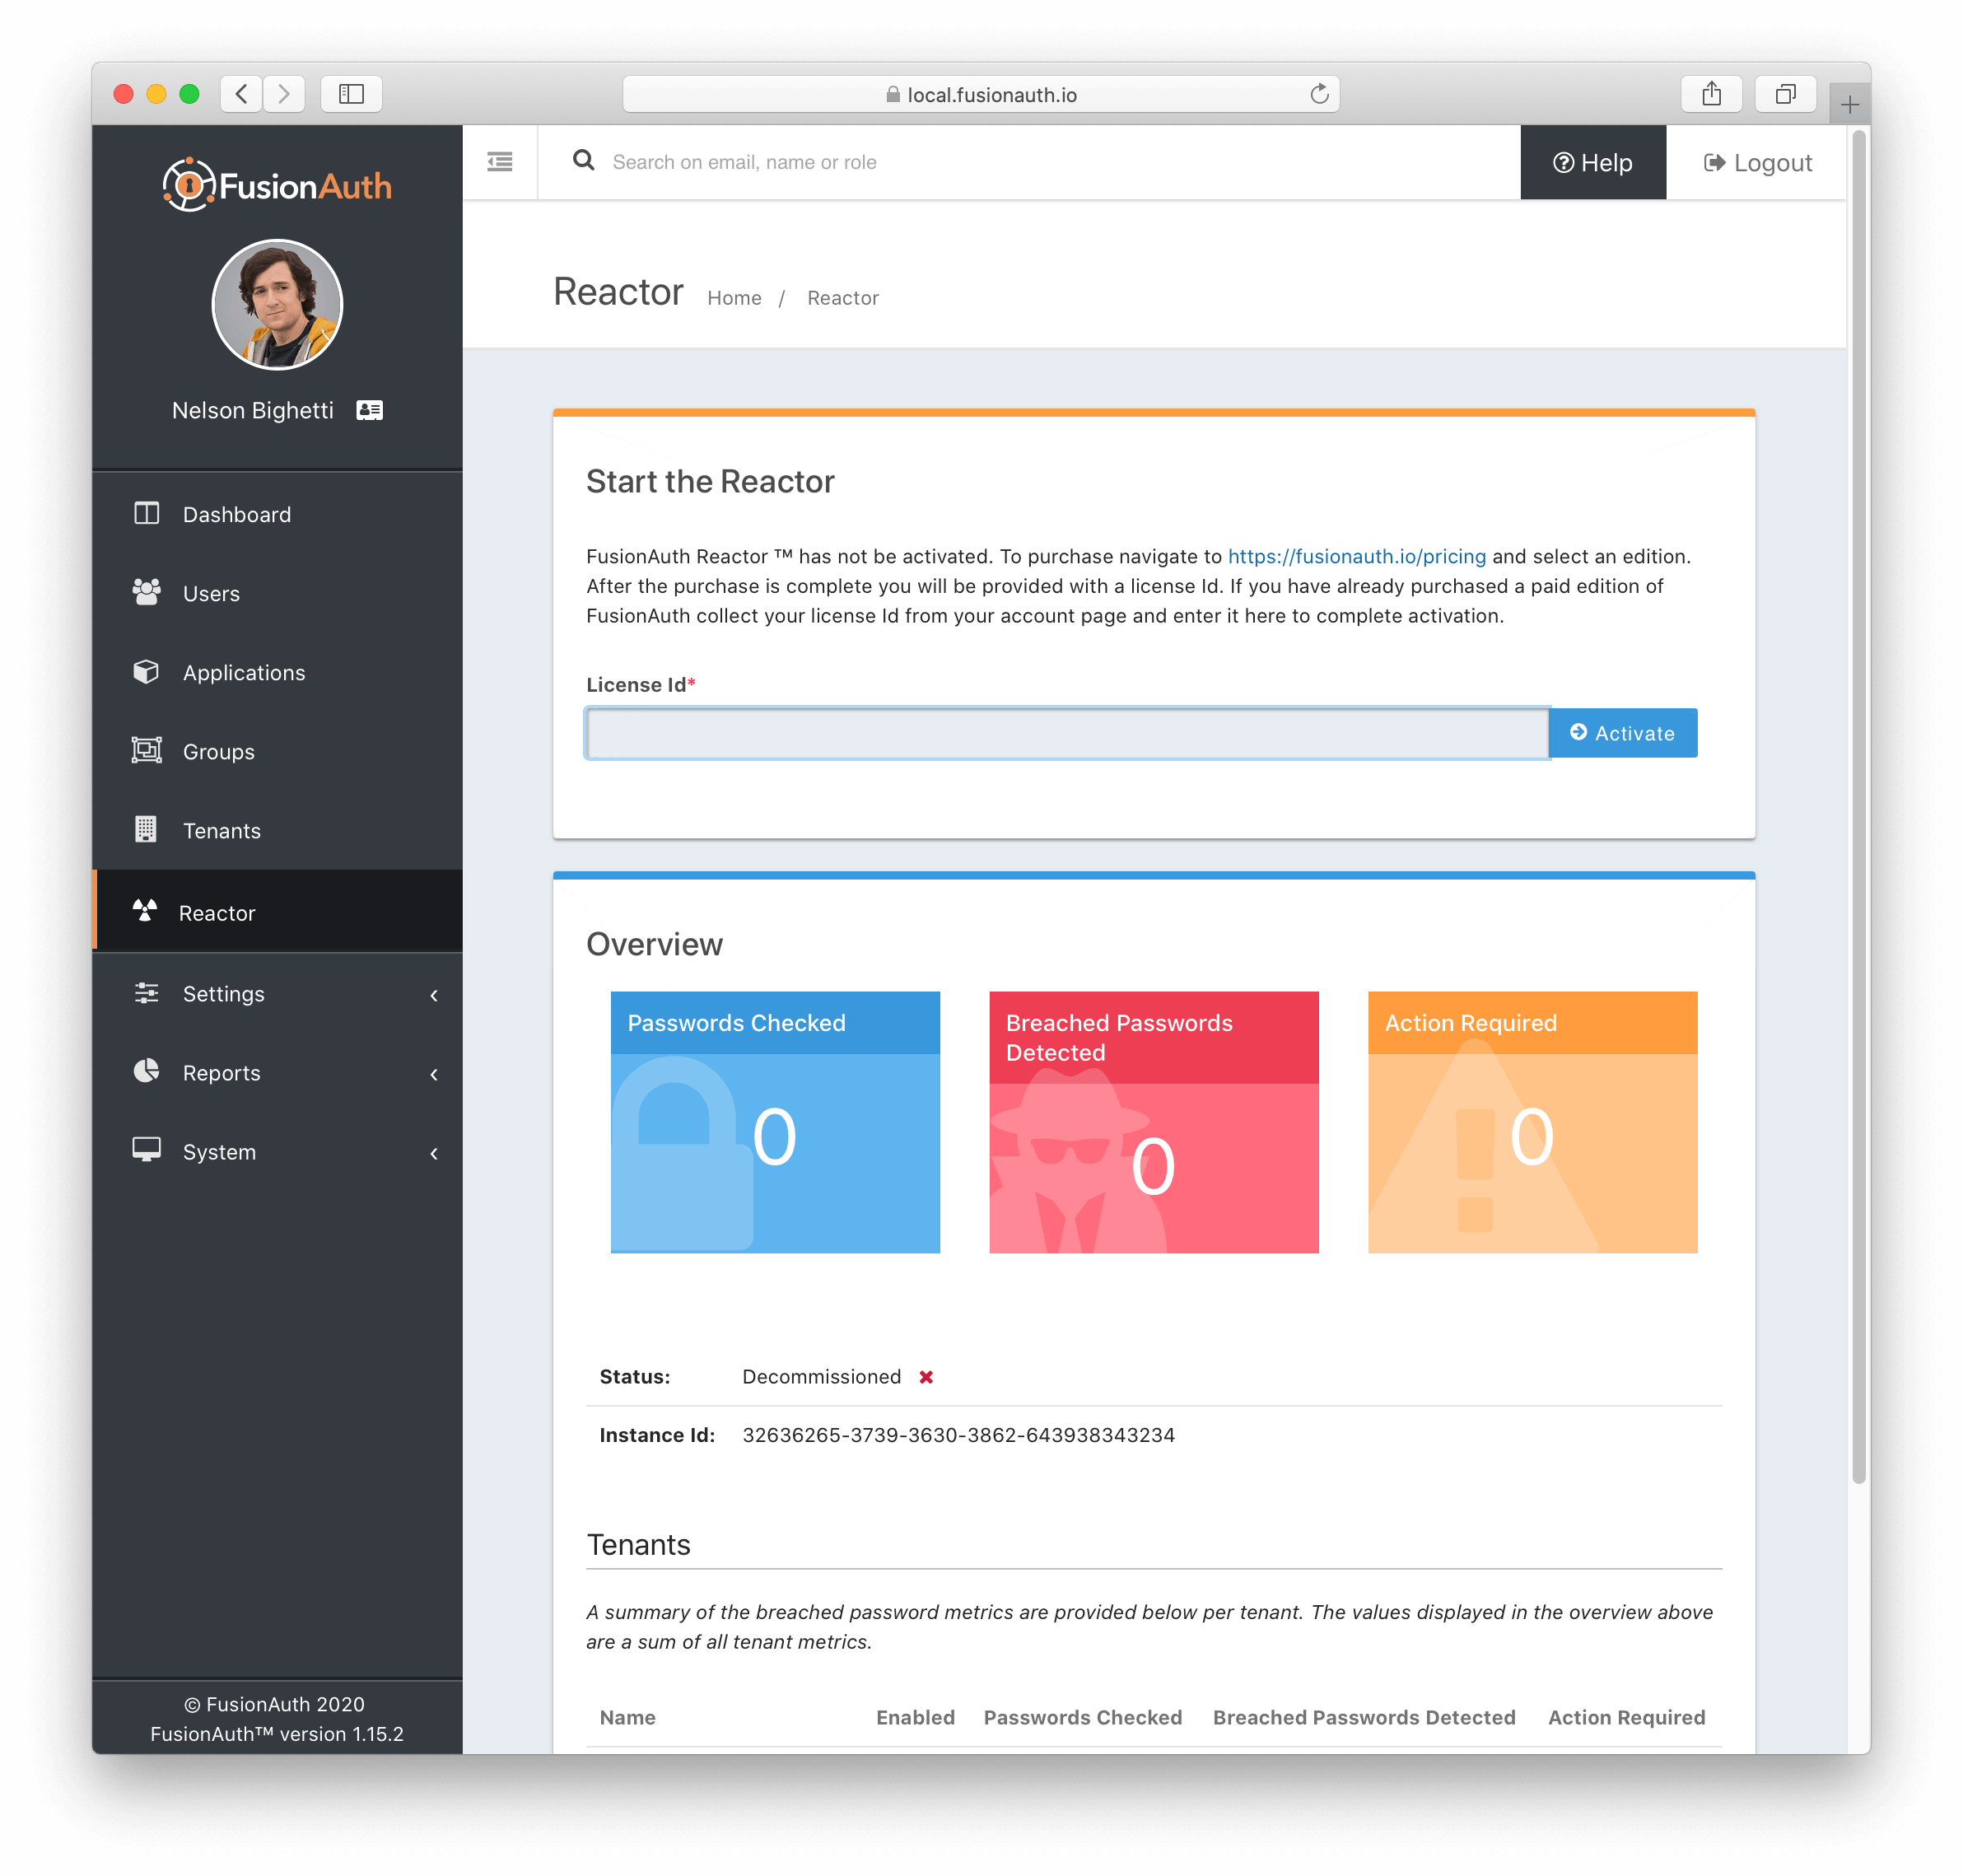 local.fusionauth.io
FusionAuth
Search on email, name or role
Help
Logout
Nelson Bighetti
Dashboard
Users
Applications
Groups
Tenants
Reactor
Settings
Reports
System
© FusionAuth 2020
FusionAuth™ version 1.15.2
Reactor Home / Reactor
Start the Reactor
FusionAuth Reactor ™ has not be activated. To purchase navigate to https://fusionauth.io/pricing and select an edition.
After the purchase is complete you will be provided with a license Id. If you have already purchased a paid edition of
FusionAuth collect your license Id from your account page and enter it here to complete activation.
License Id*
Activate
Overview
Passwords Checked
0
Breached Passwords
Detected
0
Action Required
0
Status: Decommissioned
Instance Id: 32636265-3739-3630-3862-643938343234
Tenants
A summary of the breached password metrics are provided below per tenant. The values displayed in the overview above
are a sum of all tenant metrics.
Name Enabled Passwords Checked Breached Passwords Detected Action Required